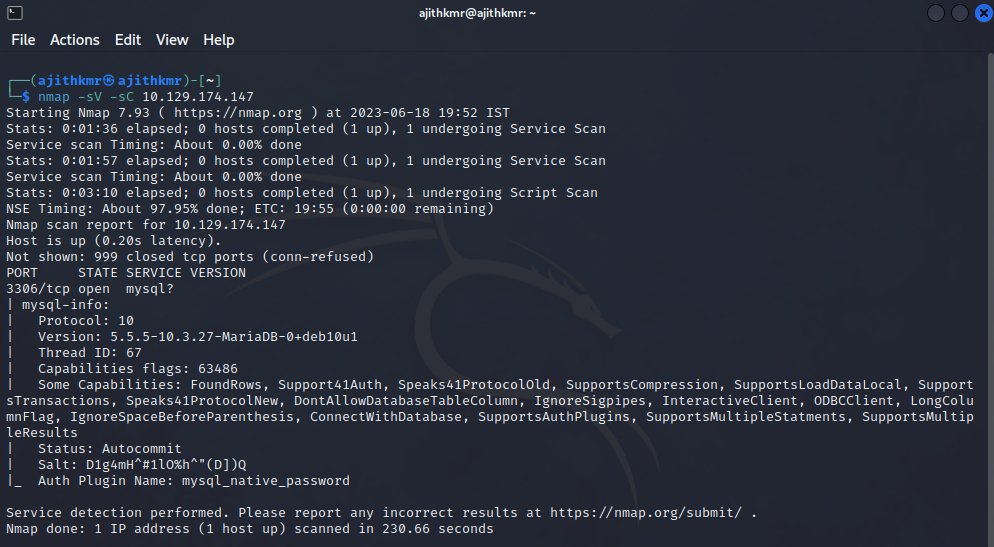 ajithkmr@ajithkmr: ~
File Actions Edit View Help
┌──(ajithkmr㉿ajithkmr)-[~]
└─$ nmap -sV -sC 10.129.174.147
Starting Nmap 7.93 ( https://nmap.org ) at 2023-06-18 19:52 IST
Stats: 0:01:36 elapsed; 0 hosts completed (1 up), 1 undergoing Service Scan
Service scan Timing: About 0.00% done
Stats: 0:01:57 elapsed; 0 hosts completed (1 up), 1 undergoing Service Scan
Service scan Timing: About 0.00% done
Stats: 0:03:10 elapsed; 0 hosts completed (1 up), 1 undergoing Script Scan
NSE Timing: About 97.95% done; ETC: 19:55 (0:00:00 remaining)
Nmap scan report for 10.129.174.147
Host is up (0.20s latency).
Not shown: 999 closed tcp ports (conn-refused)
PORT     STATE SERVICE VERSION
3306/tcp open  mysql?
| mysql-info:
|   Protocol: 10
|   Version: 5.5.5-10.3.27-MariaDB-0+deb10u1
|   Thread ID: 67
|   Capabilities flags: 63486
|   Some Capabilities: FoundRows, Support41Auth, Speaks41ProtocolOld, SupportsCompression, SupportsLoadDataLocal, Support
sTransactions, Speaks41ProtocolNew, DontAllowDatabaseTableColumn, IgnoreSigpipes, InteractiveClient, ODBCClient, LongColu
mnFlag, IgnoreSpaceBeforeParenthesis, ConnectWithDatabase, SupportsAuthPlugins, SupportsMultipleStatments, SupportsMultip
leResults
|   Status: Autocommit
|   Salt: D1g4mH^#1lO%h^"(D])Q
|_  Auth Plugin Name: mysql_native_password
Service detection performed. Please report any incorrect results at https://nmap.org/submit/ .
Nmap done: 1 IP address (1 host up) scanned in 230.66 seconds